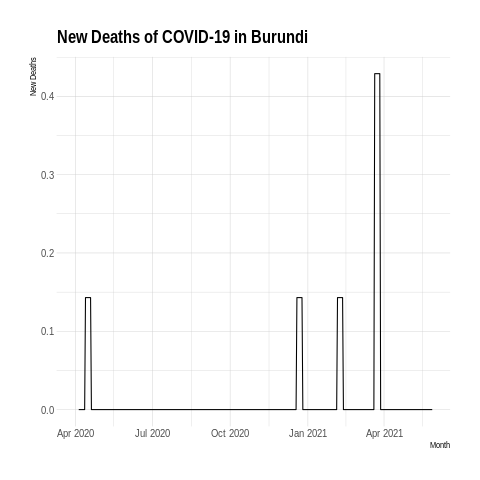 New Deaths of COVID-19 in Burundi
New Deaths
0.4
0.3
0.2
0.1
0.0
Apr 2020 Jul 2020 Oct 2020 Jan 2021 Apr 2021
Month